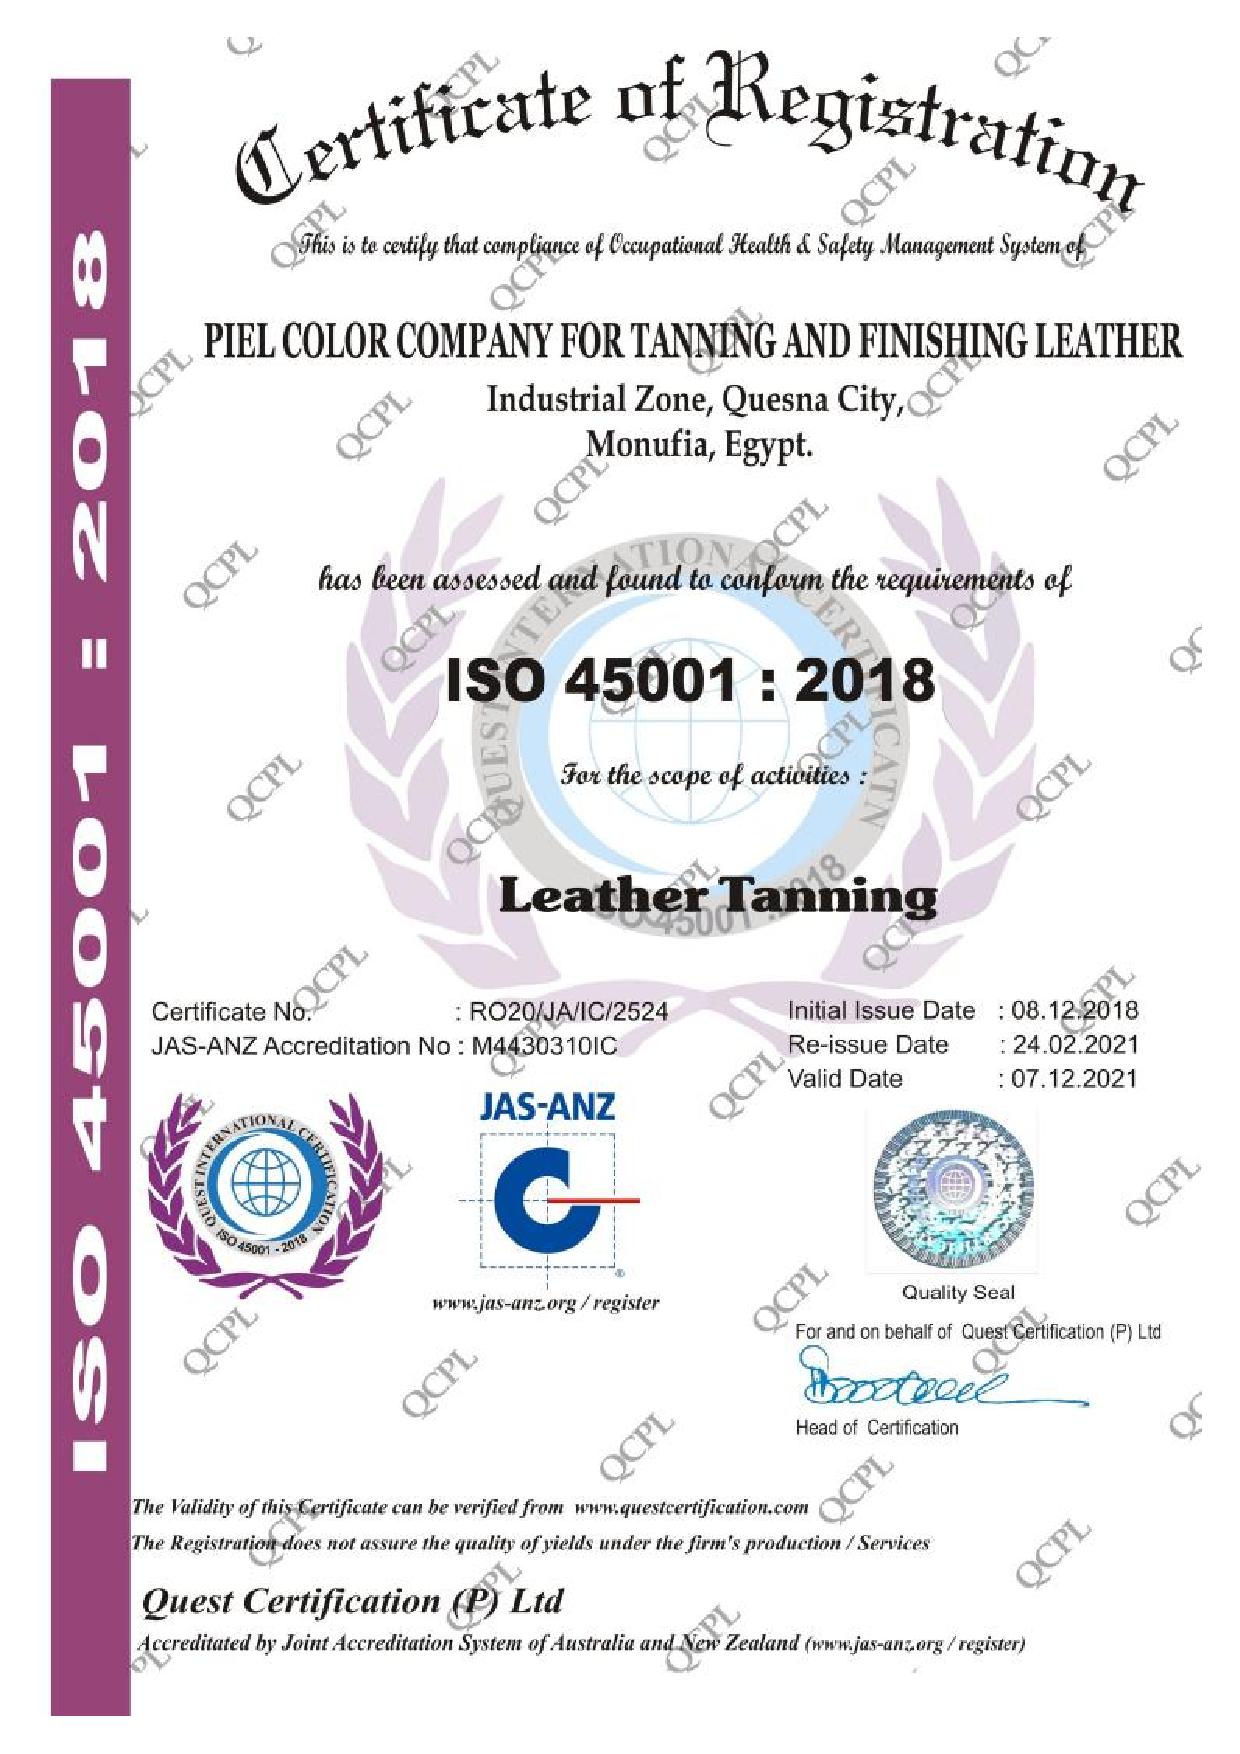 Certificate of Registration
This is to certify that compliance of Occupational Health & Safety Management System of
PIEL COLOR COMPANY FOR TANNING AND FINISHING LEATHER
Industrial Zone, Quesna City,
Monufia, Egypt.
has been assessed and found to conform the requirements of
ISO 45001 : 2018
For the scope of activities :
Leather Tanning
QUEST INTERNATIONAL CERTIFICATN
ISO 45001 : 2018
Certificate No. : RO20/JA/IC/2524
JAS-ANZ Accreditation No : M4430310IC
Initial Issue Date : 08.12.2018
Re-issue Date : 24.02.2021
Valid Date : 07.12.2021
QUEST INTERNATIONAL CERTIFICATION
ISO 45001 - 2018
JAS-ANZ
®
www.jas-anz.org / register
Quality Seal
For and on behalf of Quest Certification (P) Ltd
Head of Certification
The Validity of this Certificate can be verified from www.questcertification.com
The Registration does not assure the quality of yields under the firm's production / Services
Quest Certification (P) Ltd
Accreditated by Joint Accreditation System of Australia and New Zealand (www.jas-anz.org / register)
ISO 45001 : 2018
QCPL